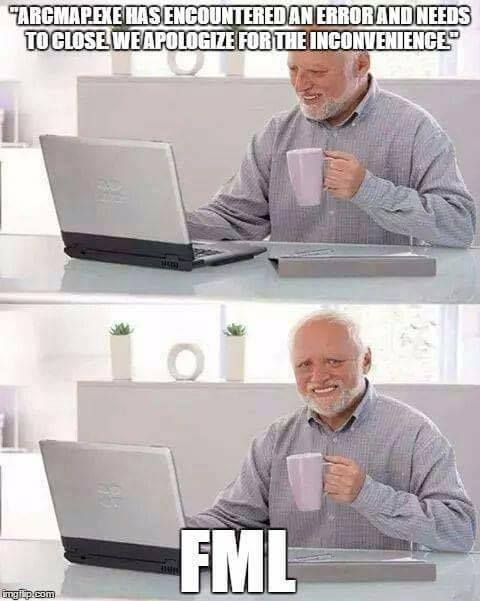 "ARCMAP.EXE HAS ENCOUNTERED AN ERROR AND NEEDS
TO CLOSE. WE APOLOGIZE FOR THE INCONVENIENCE."
FML
imgflip.com